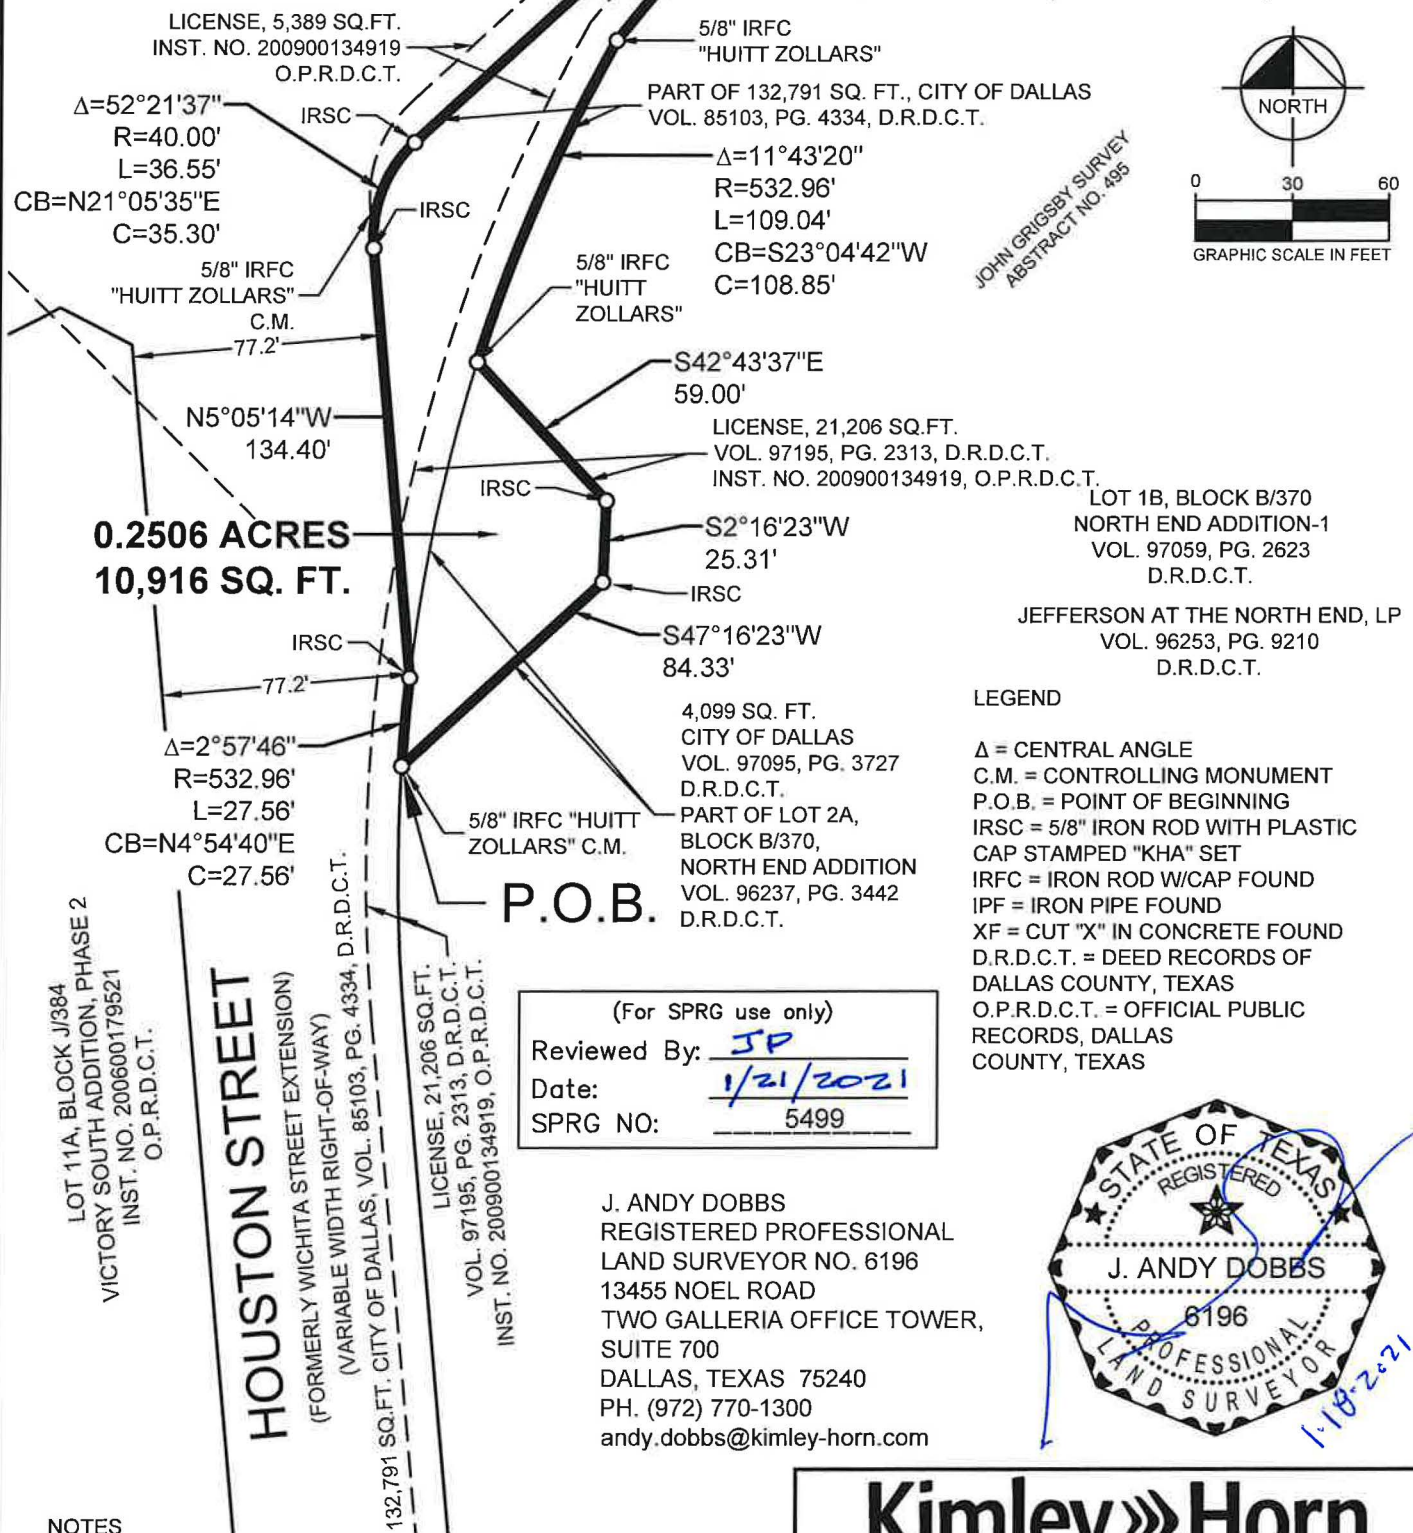 LICENSE, 5,389 SQ.FT.
INST. NO. 200900134919
O.P.R.D.C.T.
5/8" IRFC
"HUITT ZOLLARS"
PART OF 132,791 SQ. FT., CITY OF DALLAS
VOL. 85103, PG. 4334, D.R.D.C.T.
NORTH
0 30 60
GRAPHIC SCALE IN FEET
JOHN GRIGSBY SURVEY
ABSTRACT NO. 495
Δ=52°21'37"
R=40.00'
L=36.55'
CB=N21°05'35"E
C=35.30'
IRSC
IRSC
Δ=11°43'20"
R=532.96'
L=109.04'
CB=S23°04'42"W
C=108.85'
5/8" IRFC
"HUITT ZOLLARS"
C.M.
77.2'
5/8" IRFC
"HUITT
ZOLLARS"
S42°43'37"E
59.00'
N5°05'14"W
134.40'
LICENSE, 21,206 SQ.FT.
VOL. 97195, PG. 2313, D.R.D.C.T.
INST. NO. 200900134919, O.P.R.D.C.T.
IRSC
LOT 1B, BLOCK B/370
NORTH END ADDITION-1
VOL. 97059, PG. 2623
D.R.D.C.T.
0.2506 ACRES
10,916 SQ. FT.
S2°16'23"W
25.31'
IRSC
JEFFERSON AT THE NORTH END, LP
VOL. 96253, PG. 9210
D.R.D.C.T.
IRSC
S47°16'23"W
84.33'
77.2'
LEGEND
Δ = CENTRAL ANGLE
C.M. = CONTROLLING MONUMENT
P.O.B. = POINT OF BEGINNING
IRSC = 5/8" IRON ROD WITH PLASTIC
CAP STAMPED "KHA" SET
IRFC = IRON ROD W/CAP FOUND
IPF = IRON PIPE FOUND
XF = CUT "X" IN CONCRETE FOUND
D.R.D.C.T. = DEED RECORDS OF
DALLAS COUNTY, TEXAS
O.P.R.D.C.T. = OFFICIAL PUBLIC
RECORDS, DALLAS
COUNTY, TEXAS
4,099 SQ. FT.
CITY OF DALLAS
VOL. 97095, PG. 3727
D.R.D.C.T.
PART OF LOT 2A,
BLOCK B/370,
NORTH END ADDITION
VOL. 96237, PG. 3442
D.R.D.C.T.
Δ=2°57'46"
R=532.96'
L=27.56'
CB=N4°54'40"E
C=27.56'
5/8" IRFC "HUITT
ZOLLARS" C.M.
P.O.B.
LOT 11A, BLOCK J/384
VICTORY SOUTH ADDITION, PHASE 2
INST. NO. 200600179521
O.P.R.D.C.T.
HOUSTON STREET
(FORMERLY WICHITA STREET EXTENSION)
(VARIABLE WIDTH RIGHT-OF-WAY)
132,791 SQ.FT. CITY OF DALLAS, VOL. 85103, PG. 4334, D.R.D.C.T.
LICENSE, 21,206 SQ.FT.
VOL. 97195, PG. 2313, D.R.D.C.T.
INST. NO. 200900134919, O.P.R.D.C.T.
(For SPRG use only)
Reviewed By: JP
Date: 1/21/2021
SPRG NO: 5499
J. ANDY DOBBS
REGISTERED PROFESSIONAL
LAND SURVEYOR NO. 6196
13455 NOEL ROAD
TWO GALLERIA OFFICE TOWER,
SUITE 700
DALLAS, TEXAS 75240
PH. (972) 770-1300
andy.dobbs@kimley-horn.com
STATE OF TEXAS
REGISTERED
J. ANDY DOBBS
6196
PROFESSIONAL
LAND SURVEYOR
1-18-2021
Kimley»)Horn
NOTES